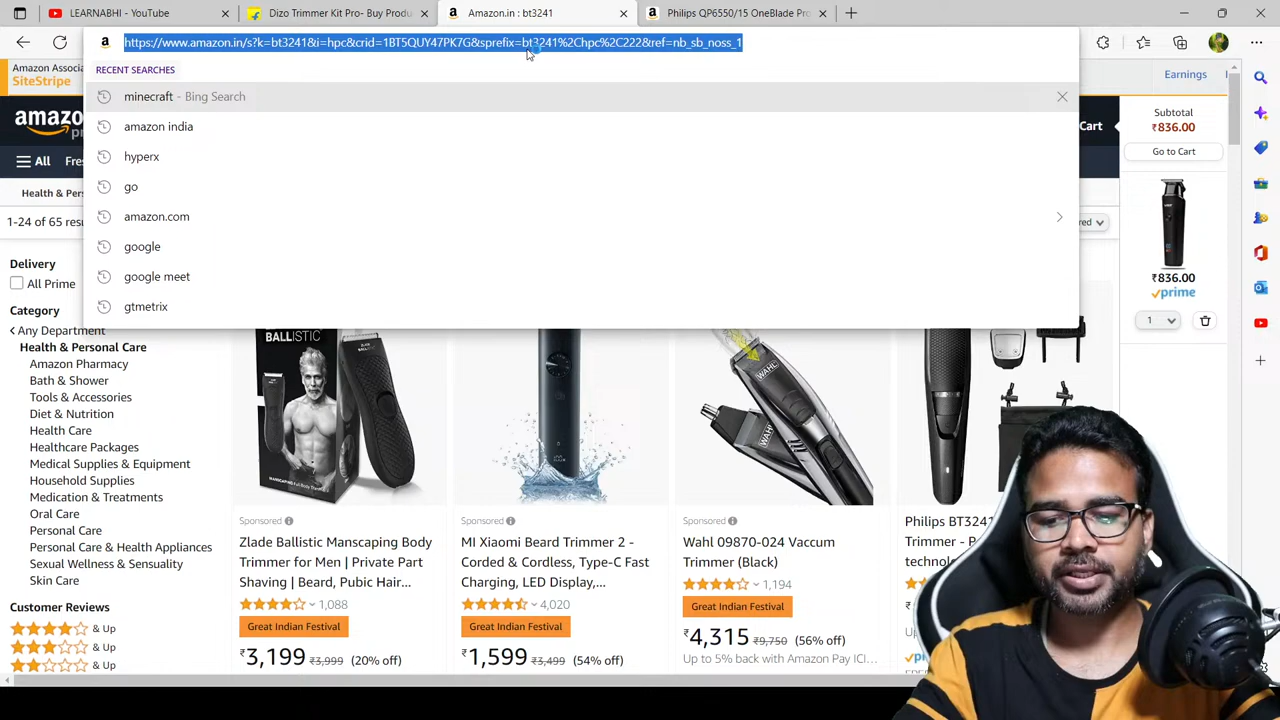 LEARNABHI - YouTube
Dizo Trimmer Kit Pro- Buy Produ
Amazon.in : bt3241
Philips QP6550/15 OneBlade Pro
https://www.amazon.in/s?k=bt3241&i=hpc&crid=1BT5QUY47PK7G&sprefix=bt3241%2Chpc%2C222&ref=nb_sb_noss_1
RECENT SEARCHES
minecraft - Bing Search
amazon india
hyperx
go
amazon.com
google
google meet
gtmetrix
Amazon Assoc
SiteStripe
Earnings
amazon
prime
Cart
All Fres
Health & Pers
1-24 of 65 resu
red
Subtotal
₹836.00
Go to Cart
₹836.00
prime
1
Delivery
All Prime
Category
Any Department
Health & Personal Care
Amazon Pharmacy
Bath & Shower
Tools & Accessories
Diet & Nutrition
Health Care
Healthcare Packages
Medical Supplies & Equipment
Household Supplies
Medication & Treatments
Oral Care
Personal Care
Personal Care & Health Appliances
Sexual Wellness & Sensuality
Skin Care
Customer Reviews
& Up
& Up
& Up
BALLISTIC
WAHL
WAHL
Sponsored
Zlade Ballistic Manscaping Body
Trimmer for Men | Private Part
Shaving | Beard, Pubic Hair...
1,088
Great Indian Festival
₹3,199 ₹3,999 (20% off)
Sponsored
MI Xiaomi Beard Trimmer 2 -
Corded & Cordless, Type-C Fast
Charging, LED Display,...
4,020
Great Indian Festival
₹1,599 ₹3,499 (54% off)
Sponsored
Wahl 09870-024 Vaccum
Trimmer (Black)
1,194
Great Indian Festival
₹4,315 ₹9,750 (56% off)
Up to 5% back with Amazon Pay ICI...
Philips BT3241
Trimmer - P
technolo